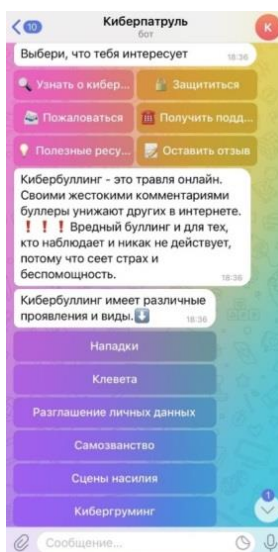 10
Киберпатруль
бот
К
Выбери, что тебя интересует
18:36
Узнать о кибер...
Защититься
Пожаловаться
Получить подд...
Полезные ресу...
Оставить отзыв
Кибербуллинг - это травля онлайн.
Своими жестокими комментариями
буллеры унижают других в интернете.
❗❗❗Вредный буллинг и для тех,
кто наблюдает и никак не действует,
потому что сеет страх и
беспомощность.
18:36
Кибербуллинг имеет различные
проявления и виды.⬇️
18:36
Нападки
Клевета
Разглашение личных данных
Самозванство
Сцены насилия
Кибергруминг
1
Сообщение...